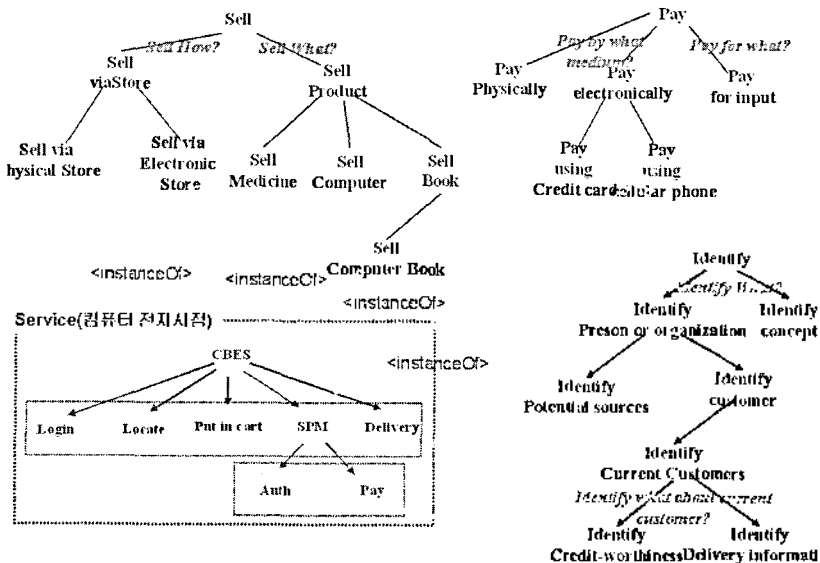 Sell
Sell How?
Sell What?
Sell
viaStore
Sell
Product
Sell via
hysical Store
Sell via
Electronic
Store
Sell
Medicine
Sell
Computer
Sell
Book
Sell
Computer Book
Pay
Pay by what
medium?
Pay for what?
Pay
Physically
Pay
electronically
Pay
for input
Pay
using
Credit card
Pay
using
llular phone
<instanceOf>
<instanceOf>
<instanceOf>
<instanceOf>
Service(컴퓨터 전자서점)
CBES
Login
Locate
Put in cart
SPM
Delivery
Auth
Pay
Identify
Identify What?
Identify
Preson or organization
Identify
concept
Identify
Potential sources
Identify
customer
Identify
Current Customers
Identify what about current
customer?
Identify
Credit-worthiness
Identify
Delivery informati